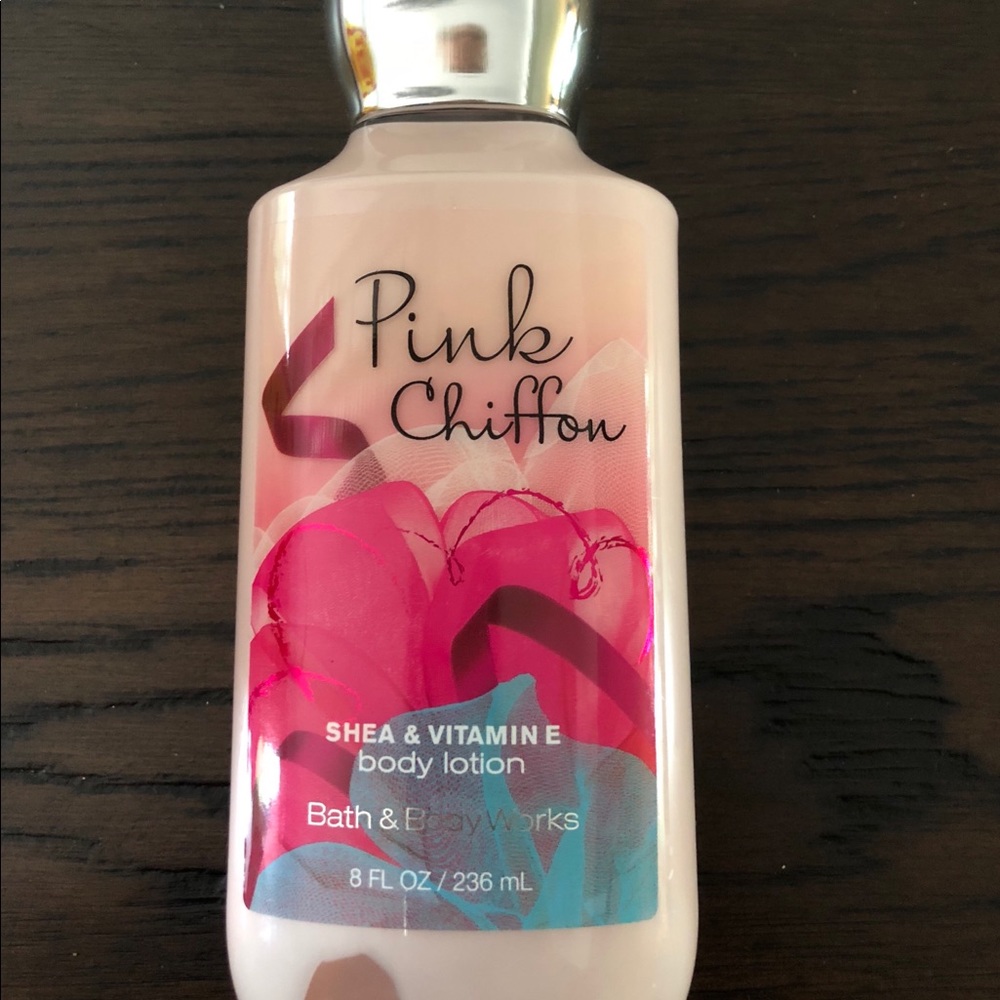 Pink
Chiffon
SHEA & VITAMIN E
body lotion
Bath & Body Works
8 FL OZ / 236 mL